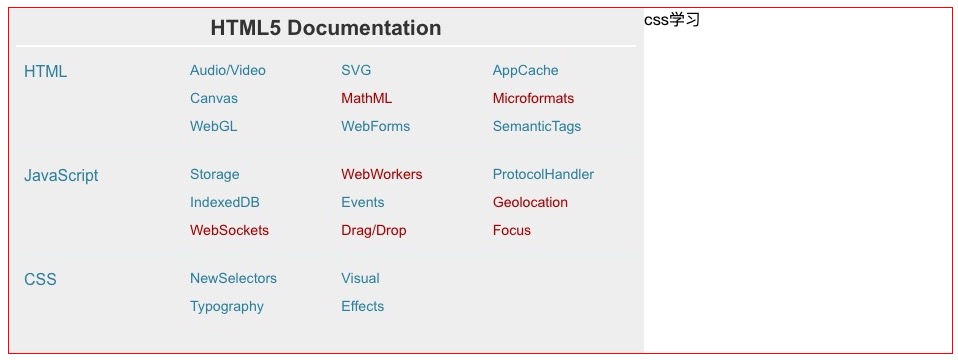 HTML5 Documentation
css学习
HTML Audio/Video SVG AppCache
Canvas MathML Microformats
WebGL WebForms SemanticTags
JavaScript Storage WebWorkers ProtocolHandler
IndexedDB Events Geolocation
WebSockets Drag/Drop Focus
CSS NewSelectors Visual
Typography Effects